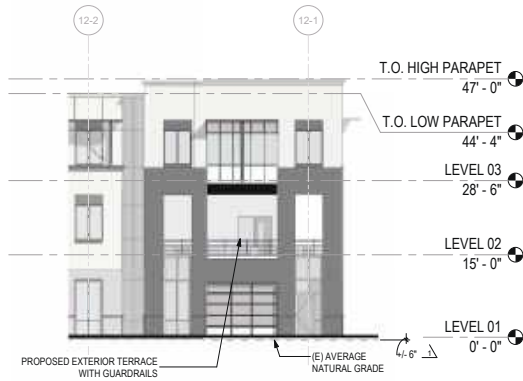 12-2
12-1
T.O. HIGH PARAPET
47' - 0"
T.O. LOW PARAPET
44' - 4"
LEVEL 03
28' - 6"
LEVEL 02
15' - 0"
LEVEL 01
0' - 0"
+/- 6"
1
(E) AVERAGE
NATURAL GRADE
PROPOSED EXTERIOR TERRACE
WITH GUARDRAILS